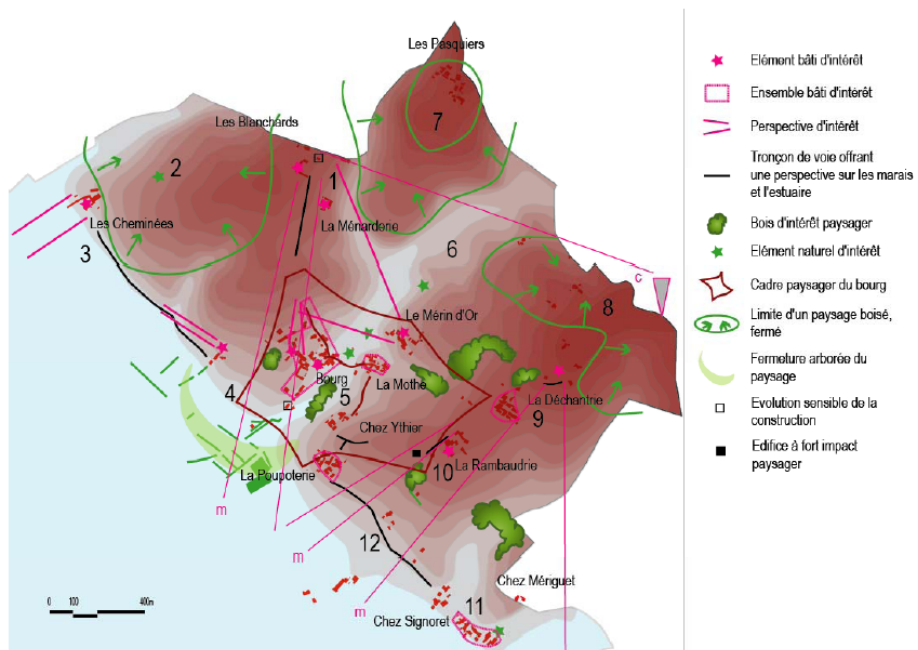 Les Pasquiers
7
Les Blanchards
2
1
La Ménarderie
Les Cheminées
3
6
c
8
Le Mérin d'Or
4
Bourg
5
La Mothe
La Déchantrie
9
Chez Ythier
La Rambaudrie
10
La Poupoterie
m
m
12
m
Chez Mériguet
11
Chez Signoret
0 200 400m
Elément bâti d'intérêt
Ensemble bâti d'intérêt
Perspective d'intérêt
Tronçon de voie offrant
une perspective sur les marais
et l'estuaire
Bois d'intérêt paysager
Elément naturel d'intérêt
Cadre paysager du bourg
Limite d'un paysage boisé,
fermé
Fermeture arborée du
paysage
Evolution sensible de la
construction
Edifice à fort impact
paysager